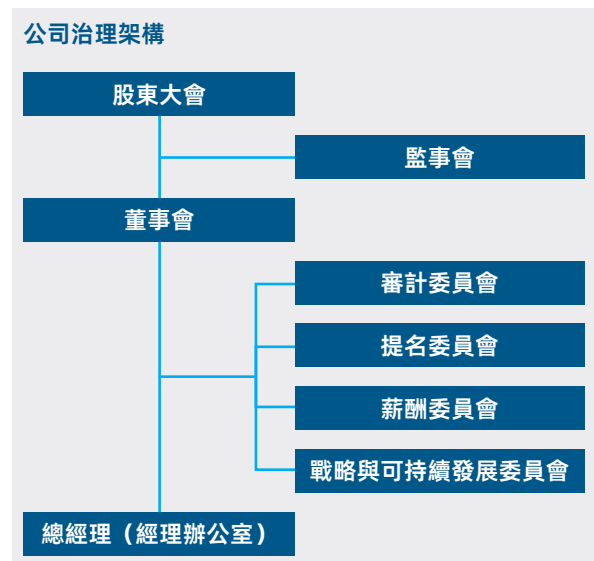 公司治理架構
股東大會
監事會
董事會
審計委員會
提名委員會
薪酬委員會
戰略與可持續發展委員會
總經理（經理辦公室）